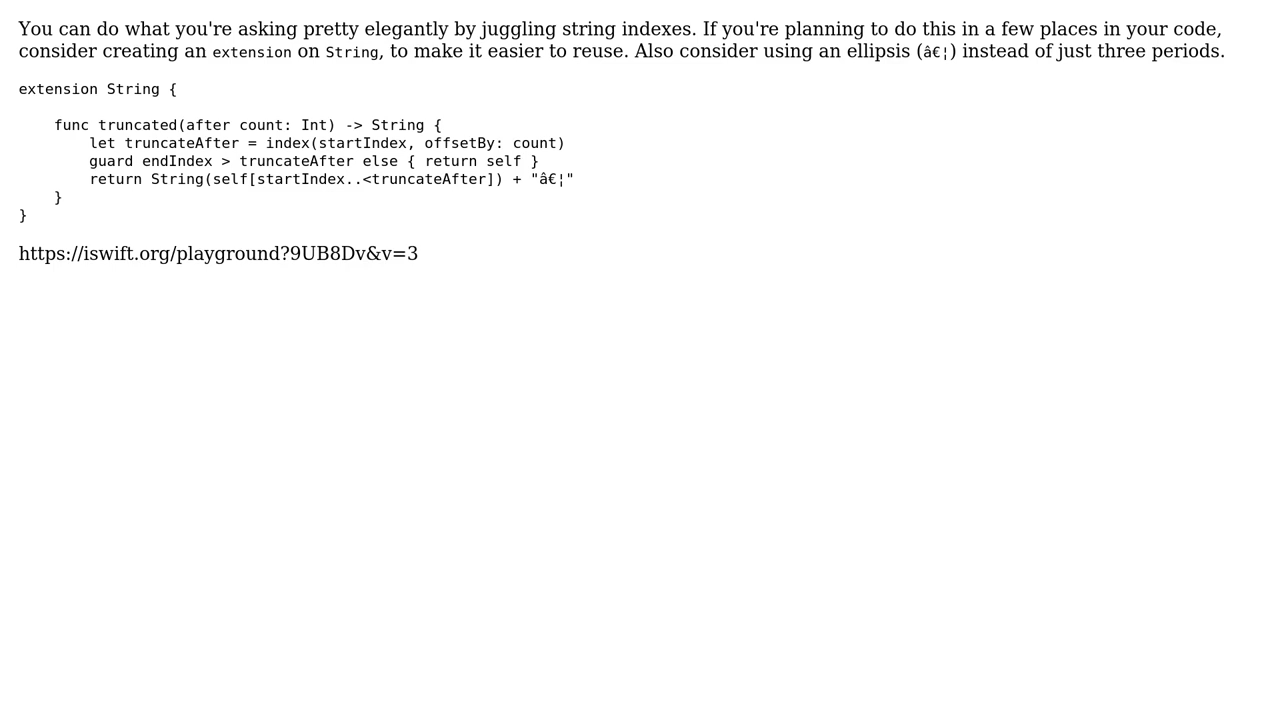 You can do what you're asking pretty elegantly by juggling string indexes. If you're planning to do this in a few places in your code,
consider creating an extension on String, to make it easier to reuse. Also consider using an ellipsis (â€¦) instead of just three periods.
extension String {
    func truncated(after count: Int) -> String {
        let truncateAfter = index(startIndex, offsetBy: count)
        guard endIndex > truncateAfter else { return self }
        return String(self[startIndex..<truncateAfter]) + "â€¦"
    }
}
https://iswift.org/playground?9UB8Dv&v=3